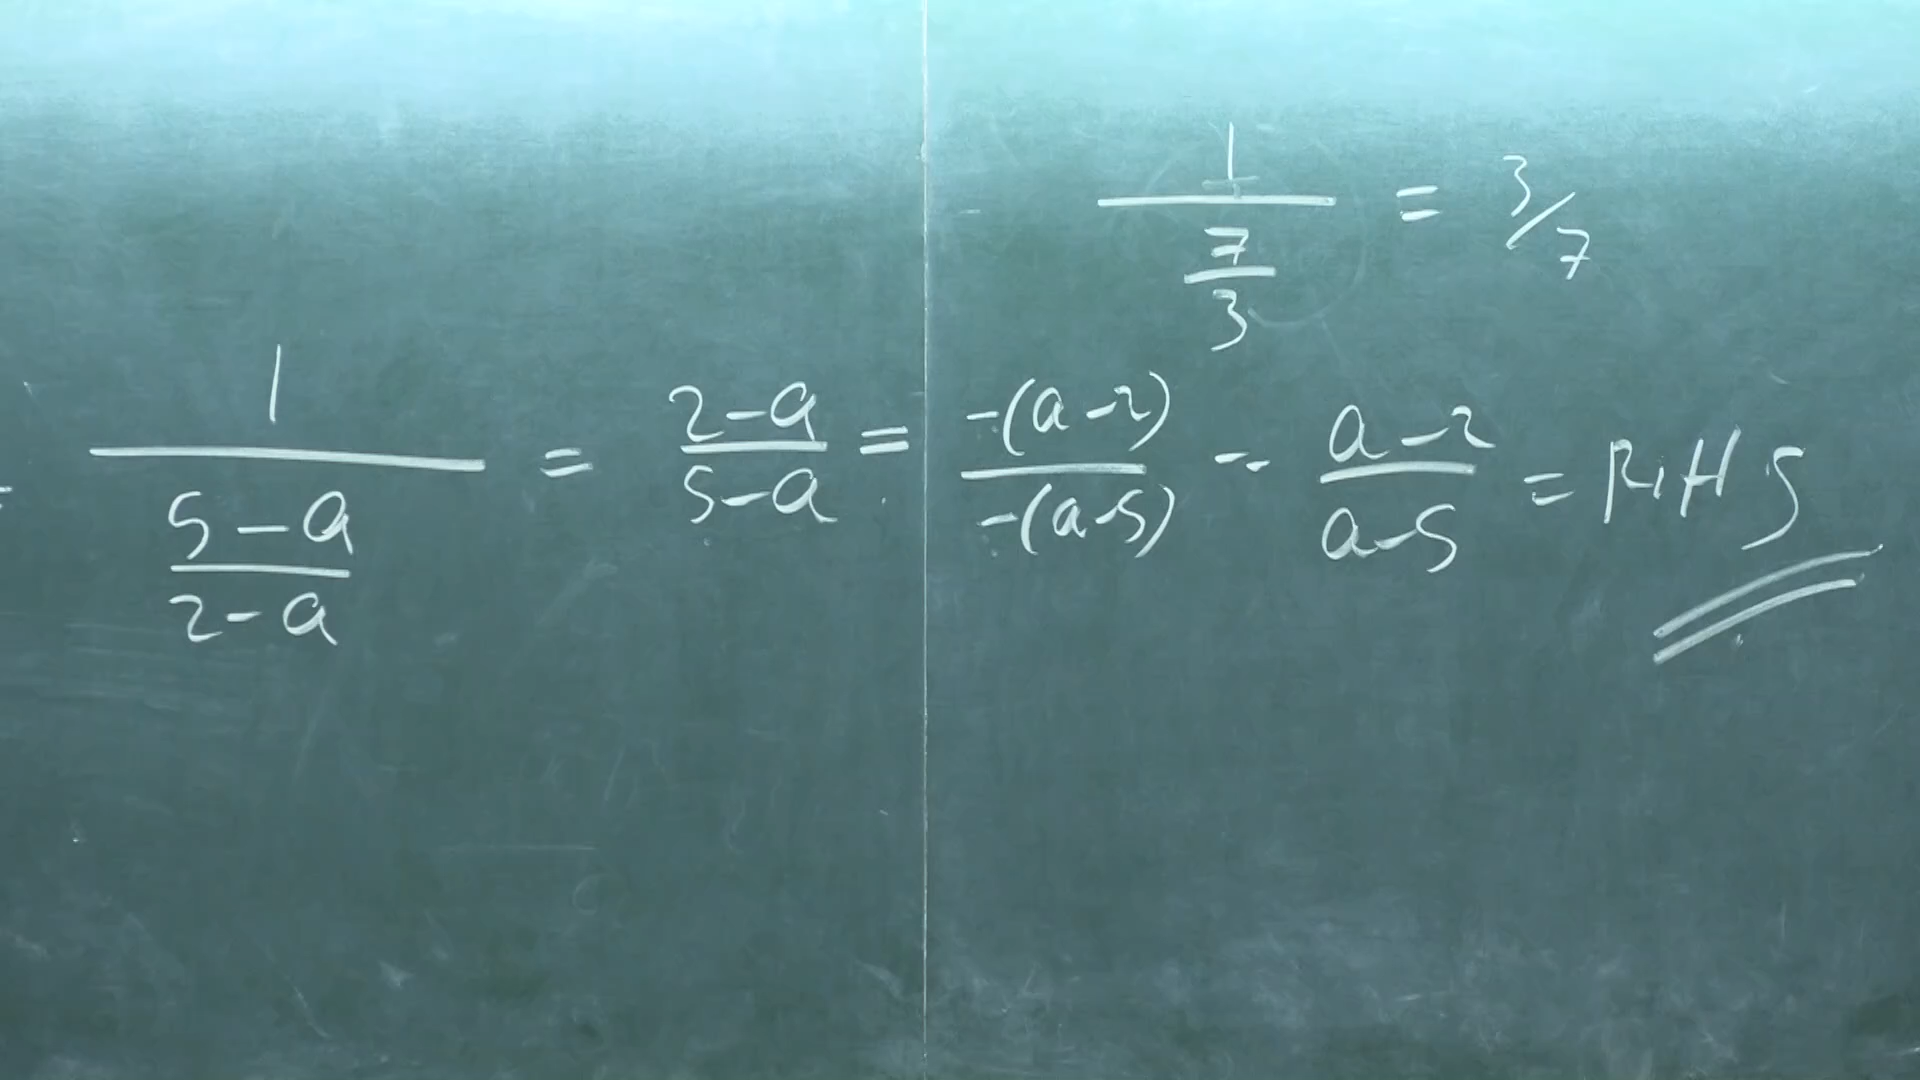 1/(7/3) = 3/7
= 1/((5-a)/(2-a)) = (2-a)/(5-a) = -(a-2)/-(a-5) = (a-2)/(a-5) = RHS